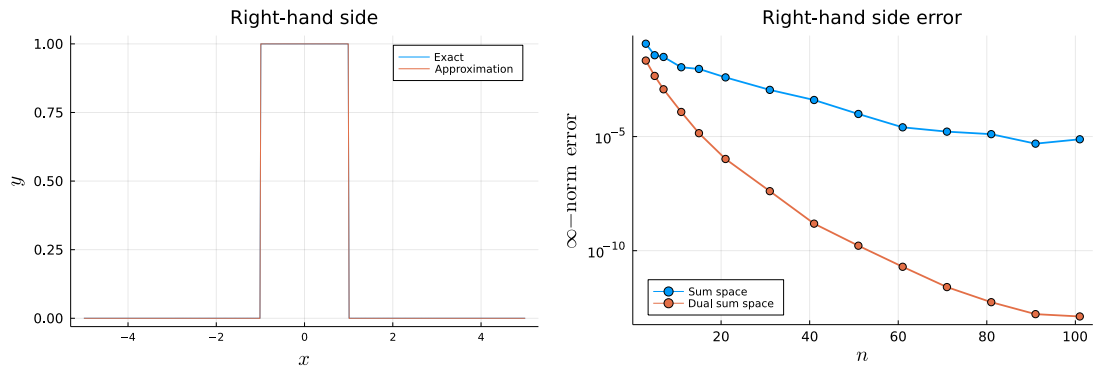 Right-hand side
1.00
0.75
0.50
0.25
0.00
y
−4
−2
0
2
4
x
Exact
Approximation
Right-hand side error
10⁻⁵
10⁻¹⁰
∞−norm error
20
40
60
80
100
n
Sum space
Dual sum space